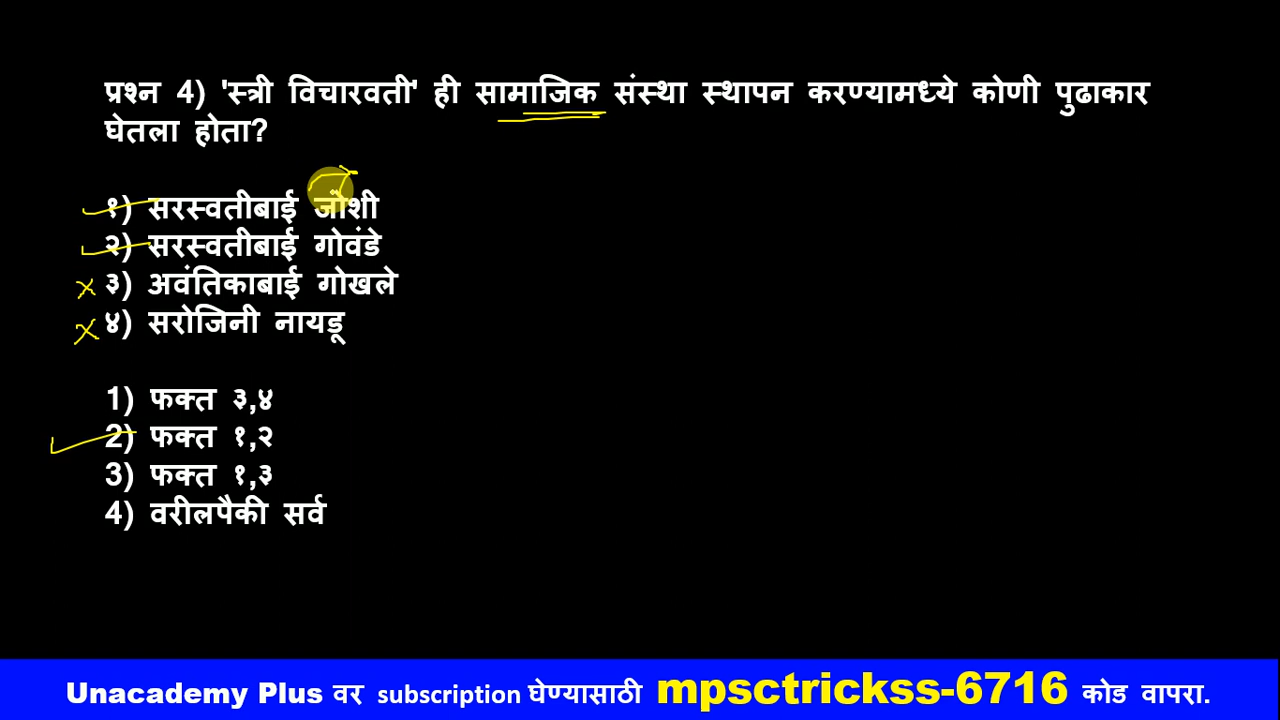 प्रश्न 4) 'स्त्री विचारवती' ही सामाजिक संस्था स्थापन करण्यामध्ये कोणी पुढाकार
घेतला होता?
१) सरस्वतीबाई जोशी
२) सरस्वतीबाई गोवंडे
३) अवंतिकाबाई गोखले
४) सरोजिनी नायडू
1) फक्त ३,४
2) फक्त १,२
3) फक्त १,३
4) वरीलपैकी सर्व
Unacademy Plus वर subscription घेण्यासाठी mpsctrickss-6716 कोड वापरा.